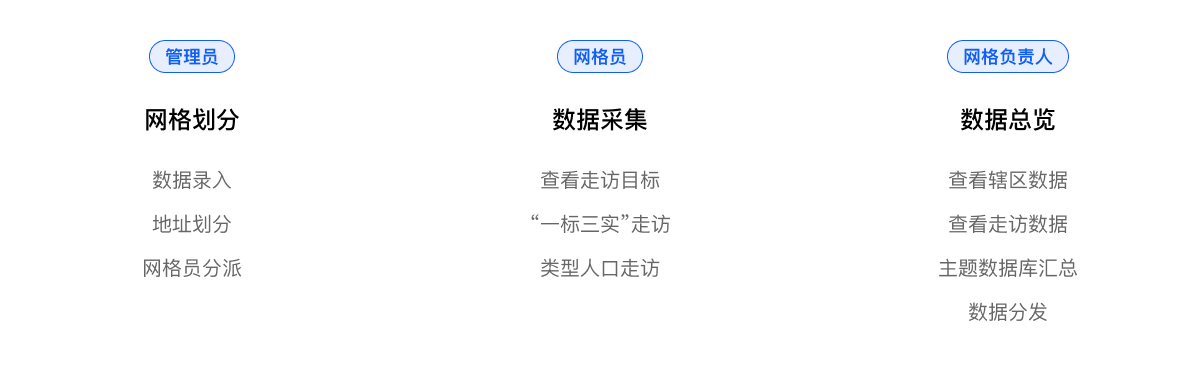 管理员
网格划分
数据录入
地址划分
网格员分派
网格员
数据采集
查看走访目标
“一标三实”走访
类型人口走访
网格负责人
数据总览
查看辖区数据
查看走访数据
主题数据库汇总
数据分发